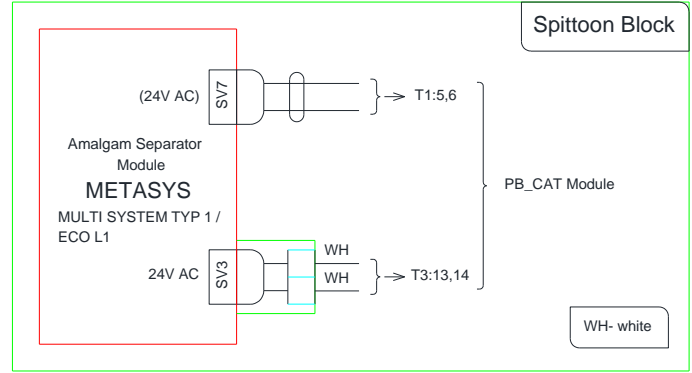 Spittoon Block
(24V AC)
SV7
T1:5,6
Amalgam Separator
Module
METASYS
MULTI SYSTEM TYP 1 /
ECO L1
PB_CAT Module
24V AC
SV3
WH
WH
T3:13,14
WH- white